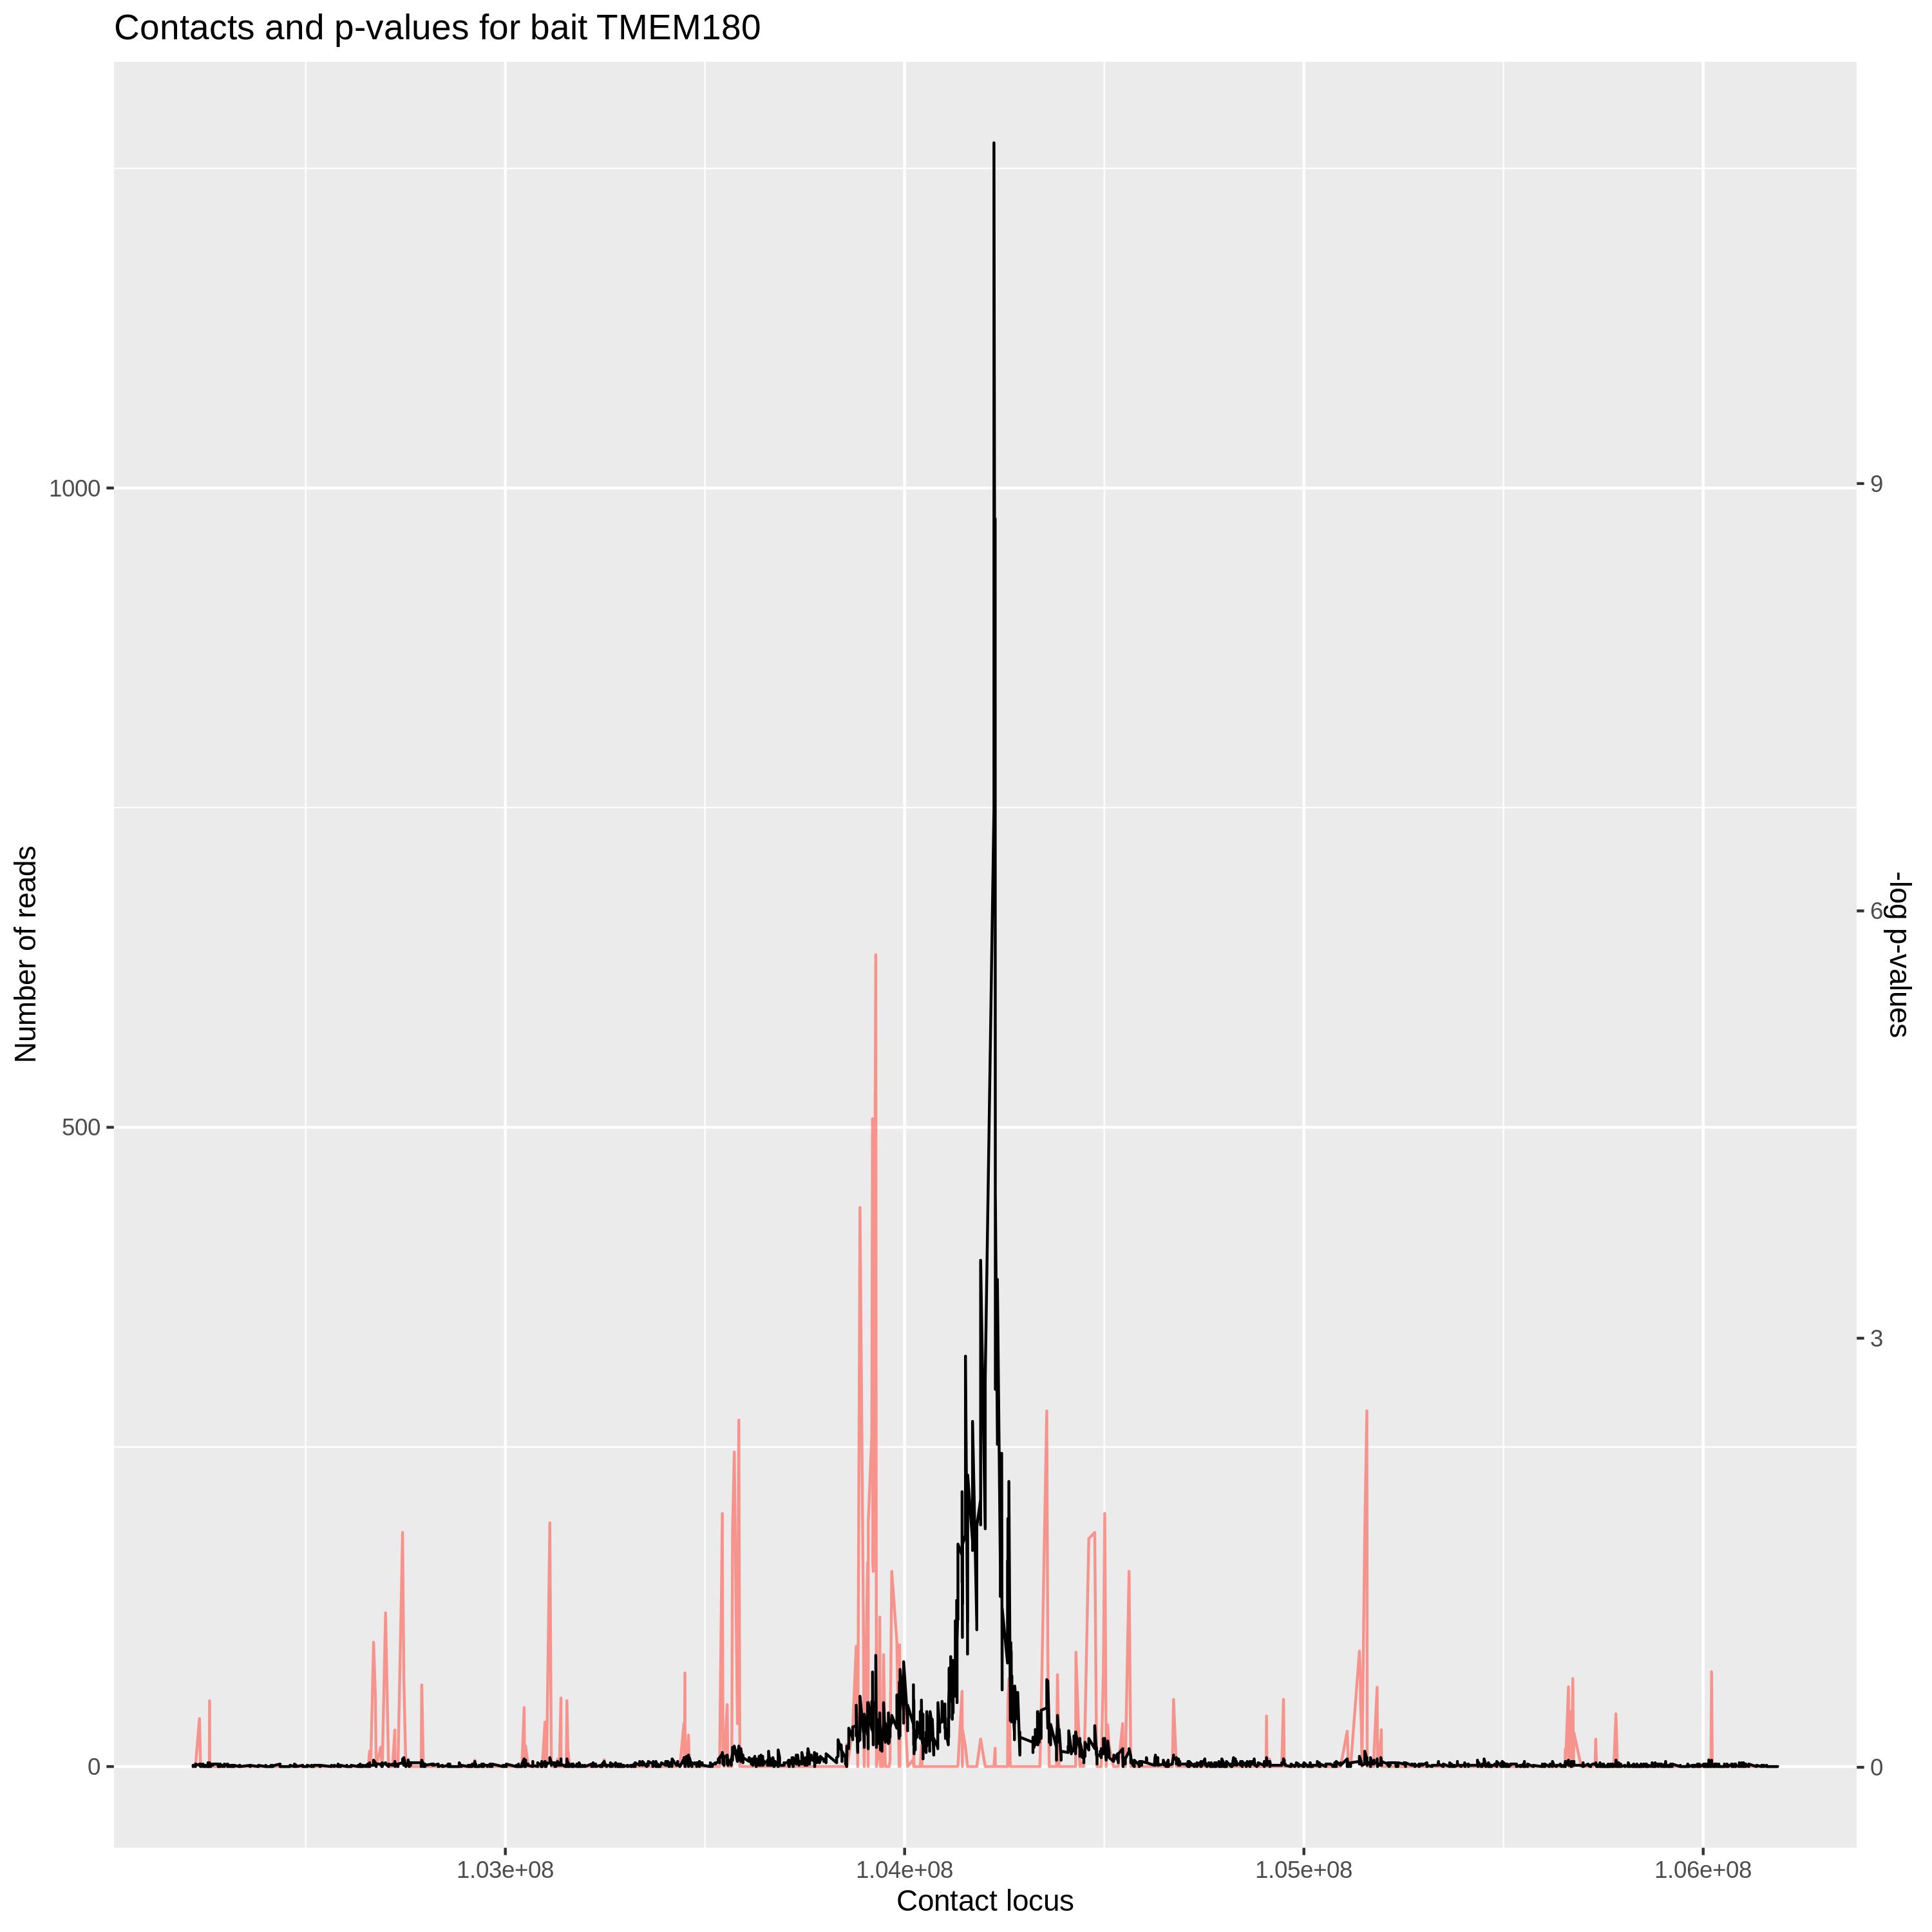 Contacts and p-values for bait TMEM180
1000
500
0
Number of reads
9
6
3
0
-log p-values
1.03e+08
1.04e+08
1.05e+08
1.06e+08
Contact locus